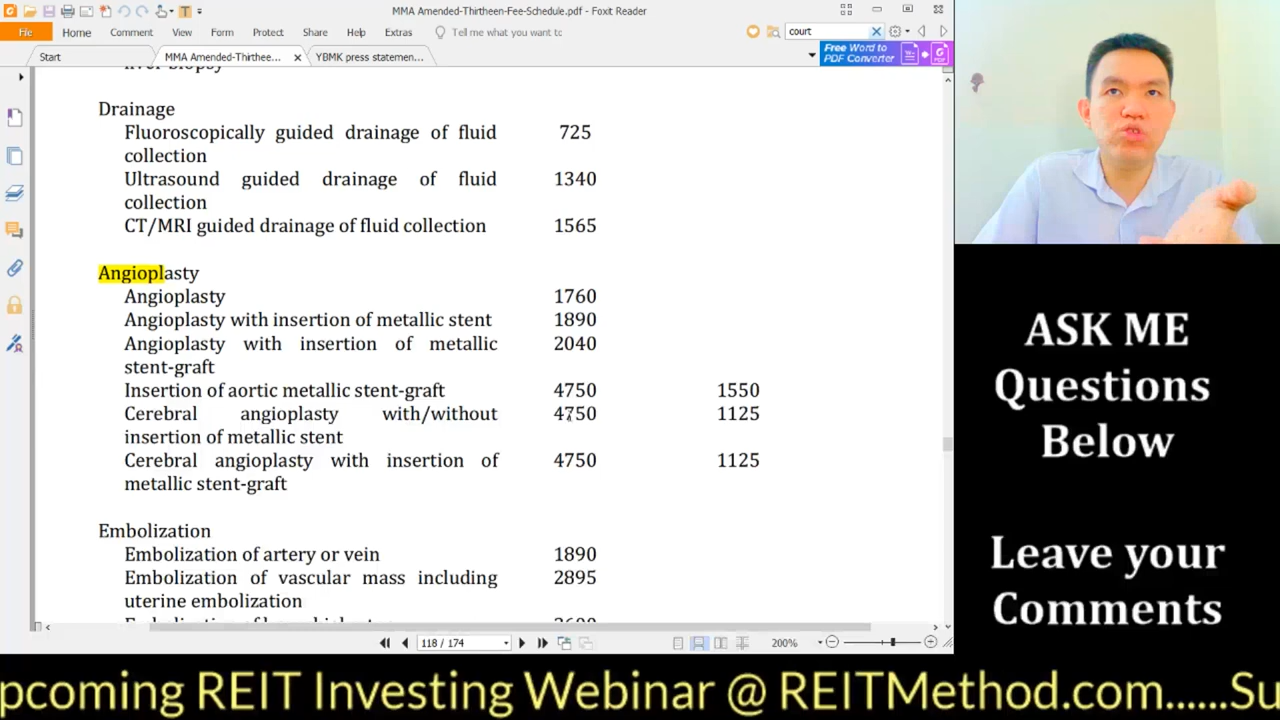 MMA Amended-Thirtheen-Fee-Schedule.pdf - Foxit Reader
File Home Comment View Form Protect Share Help Extras Tell me what you want to court
Free Word to
PDF Converter
Start MMA Amended-Thirthee... YBMK press statemen...
liver biopsy
Drainage
Fluoroscopically guided drainage of fluid 725
collection
Ultrasound guided drainage of fluid 1340
collection
CT/MRI guided drainage of fluid collection 1565
Angioplasty
Angioplasty 1760
Angioplasty with insertion of metallic stent 1890
Angioplasty with insertion of metallic 2040
stent-graft
Insertion of aortic metallic stent-graft 4750 1550
Cerebral angioplasty with/without 4750 1125
insertion of metallic stent
Cerebral angioplasty with insertion of 4750 1125
metallic stent-graft
Embolization
Embolization of artery or vein 1890
Embolization of vascular mass including 2895
uterine embolization
118 / 174 200%
ASK ME
Questions
Below
Leave your
Comments
pcoming REIT Investing Webinar @ REITMethod.com......Su